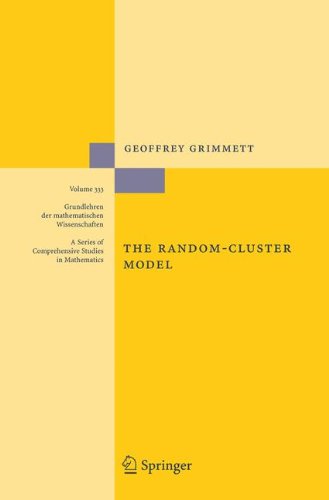 GEOFFREY GRIMMETT
Volume 333
Grundlehren
der mathematischen
Wissenschaften
A Series of
Comprehensive Studies
in Mathematics
THE RANDOM-CLUSTER
MODEL
Springer